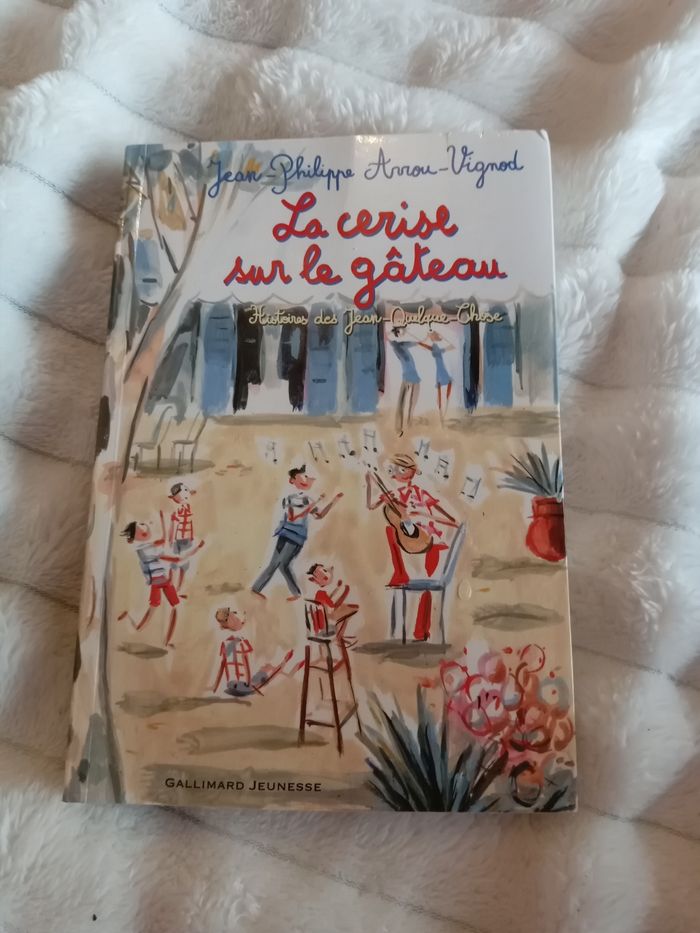 Jean-Philippe Arrou-Vignod
La cerise
sur le gâteau
Histoires des Jean-Quelque-Chose
GALLIMARD JEUNESSE